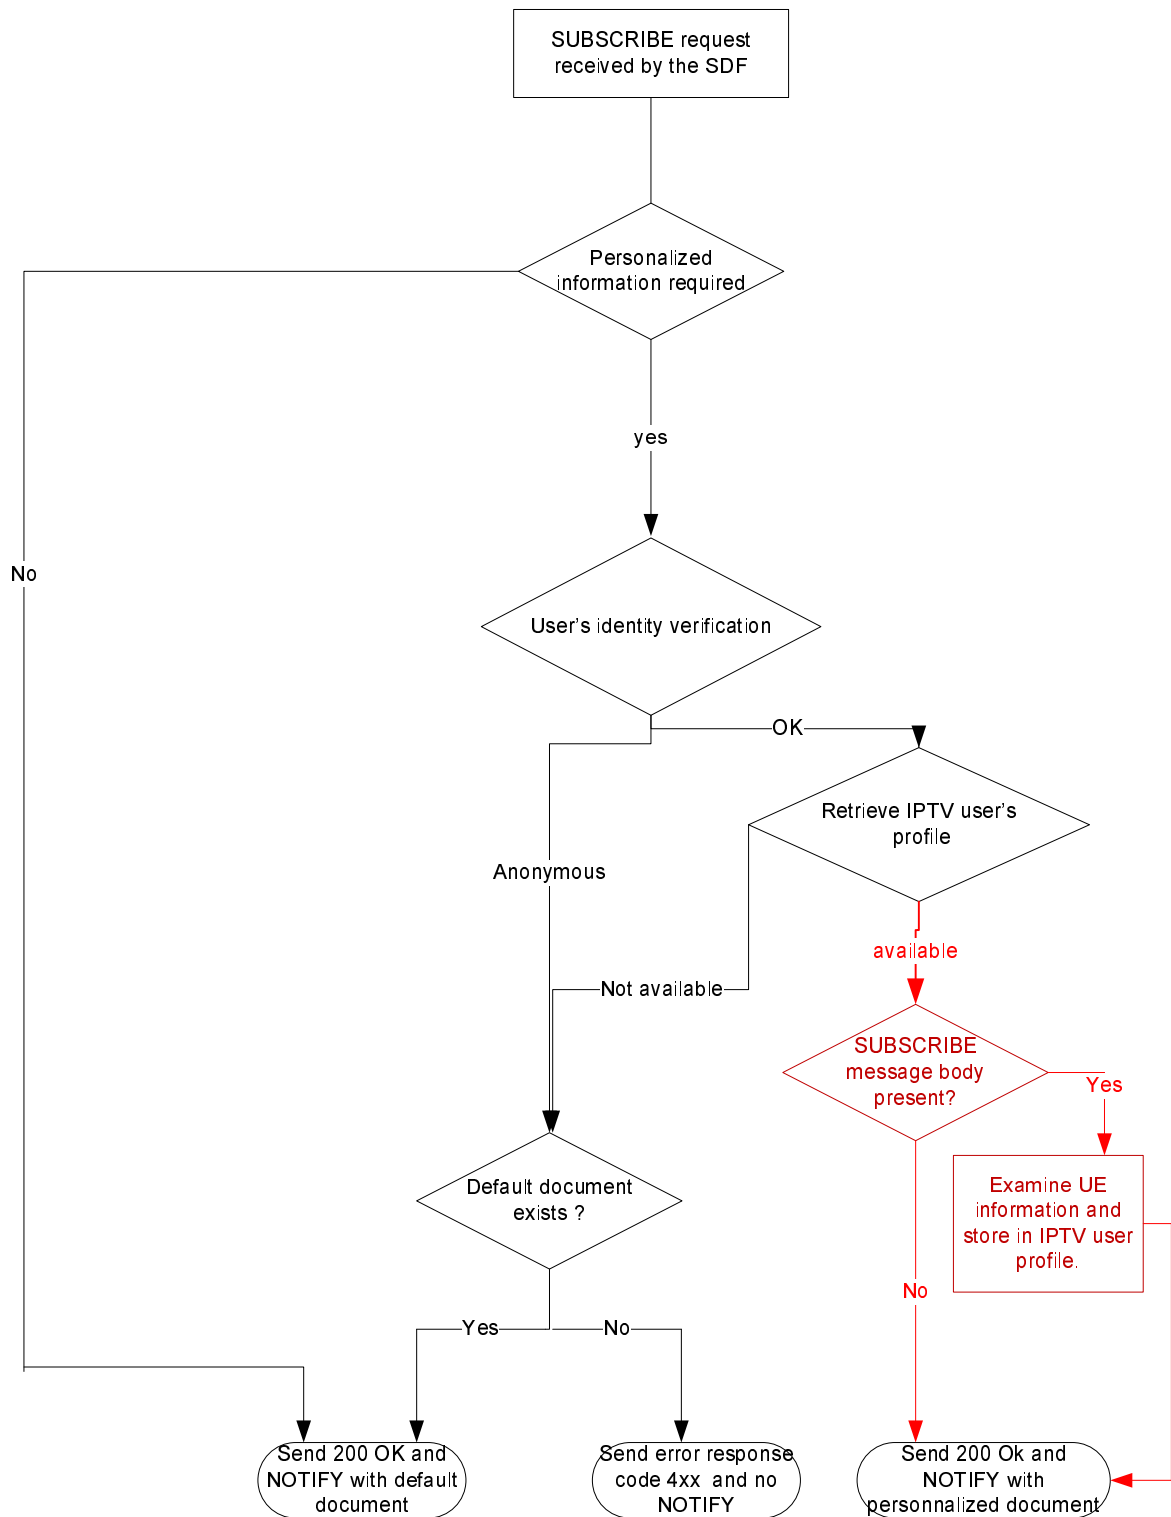 SUBSCRIBE request
received by the SDF
Personalized
information required
yes
No
User's identity verification
OK
Retrieve IPTV user's
profile
Anonymous
available
Not available
SUBSCRIBE
message body
present?
Yes
Default document
exists ?
Examine UE
information and
store in IPTV user
profile.
No
Yes
No
Send 200 OK and
NOTIFY with default
document
Send error response
code 4xx and no
NOTIFY
Send 200 Ok and
NOTIFY with
personnalized document